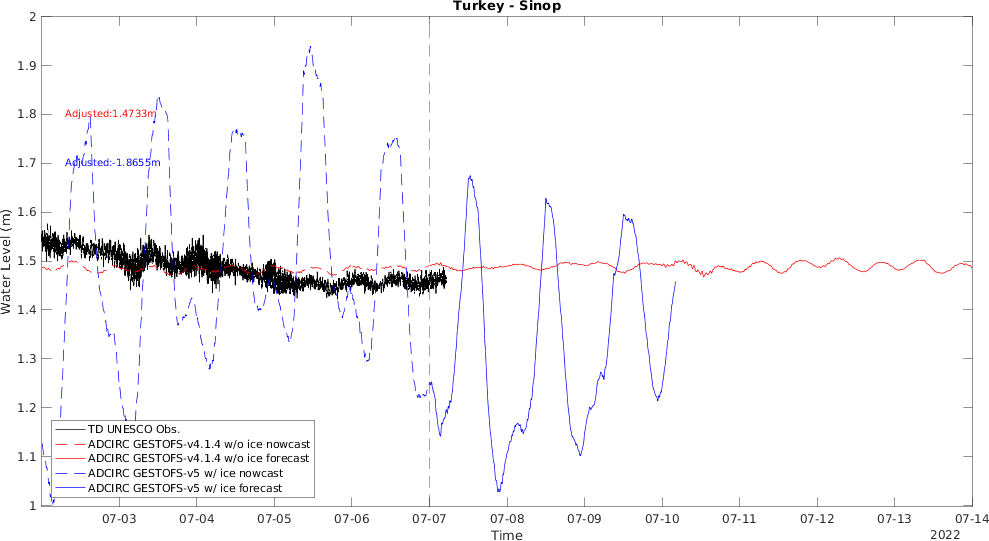 Turkey - Sinop
2
1.9
1.8
1.7
1.6
1.5
1.4
1.3
1.2
1.1
1
Water Level (m)
Adjusted:1.4733m
Adjusted:-1.8655m
TD UNESCO Obs.
ADCIRC GESTOFS-v4.1.4 w/o ice nowcast
ADCIRC GESTOFS-v4.1.4 w/o ice forecast
ADCIRC GESTOFS-v5 w/ ice nowcast
ADCIRC GESTOFS-v5 w/ ice forecast
07-03 07-04 07-05 07-06 07-07 07-08 07-09 07-10 07-11 07-12 07-13 07-14
Time
2022